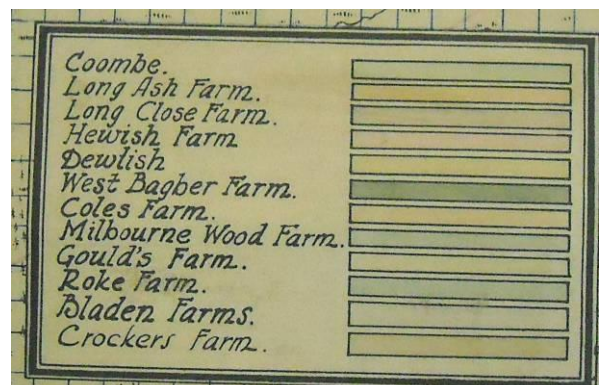 Coombe.
Long Ash Farm.
Long Close Farm.
Hewish Farm
Dewlish
West Bagber Farm.
Coles Farm.
Milbourne Wood Farm.
Gould's Farm.
Roke Farm.
Bladen Farms.
Crockers Farm.